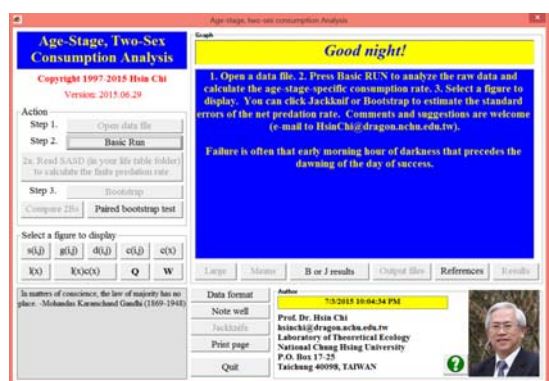 Age-stage, two-sex consumption Analysis
Age-Stage, Two-Sex
Consumption Analysis
Copyright 1997-2015 Hsin Chi
Version: 2015.06.29
Action
Step 1.
Open data file
Step 2.
Basic Run
2a. Read SASD (in your life table folder)
to calculate the finite predation rate
Step 3.
Bootstrap
Compare 2Bs
Paired bootstrap test
Select a figure to display
s(i,j) g(i,j) d(i,j) c(i,j) c(x)
l(x) l(x)c(x) Q W
In matters of conscience, the law of majority has no
place. -Mohandas Karamchand Gandhi (1869-1948)
Graph
Good night!
1. Open a data file. 2. Press Basic RUN to analyze the raw data and
calculate the age-stage-specific consumption rate. 3. Select a figure to
display. You can click Jackknif or Bootstrap to estimate the standard
errors of the net predation rate. Comments and suggestions are welcome
(e-mail to HsinChi@dragon.nchu.edu.tw).
Failure is often that early morning hour of darkness that precedes the
dawning of the day of success.
Large Means B or J results Output files References Results
Data format
Note well
Jackknife
Print page
Quit
Author
7/3/2015 10:04:34 PM
Prof. Dr. Hsin Chi
hsinchi@dragon.nchu.edu.tw
Laboratory of Theoretical Ecology
National Chung Hsing University
P.O. Box 17-25
Taichung 40098, TAIWAN
?